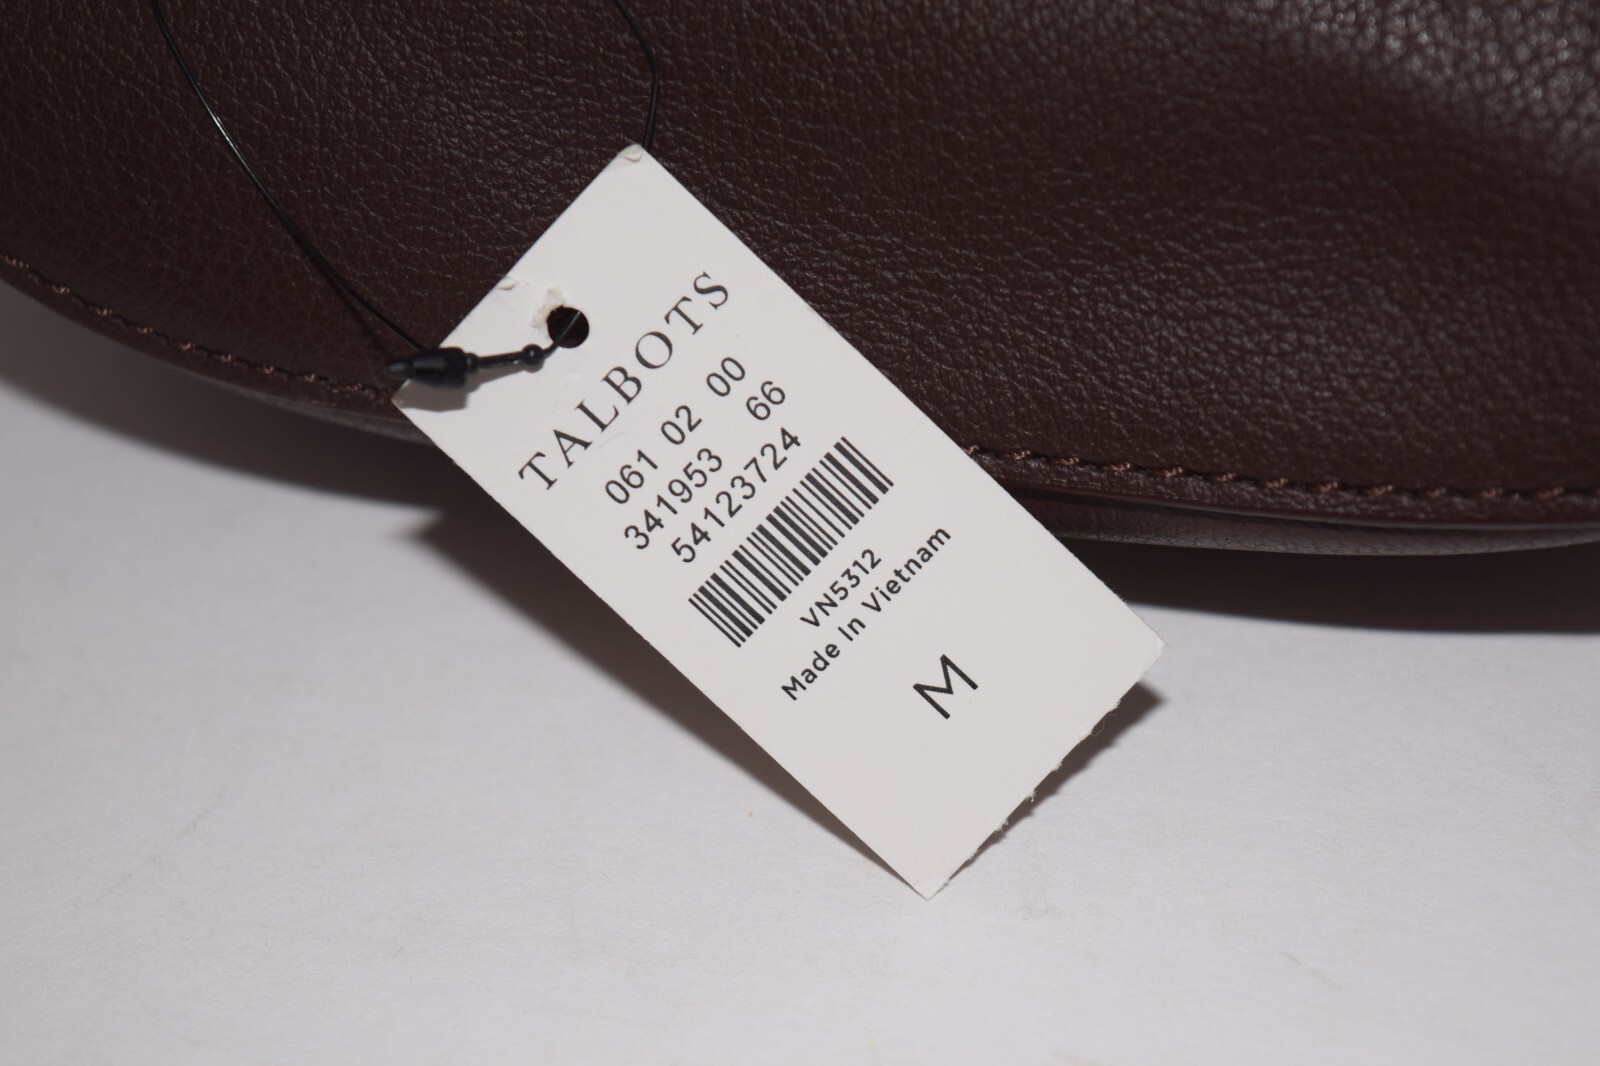 TALBOTS
061 02 00
341953 66
54123724
VN5312
Made In Vietnam
M